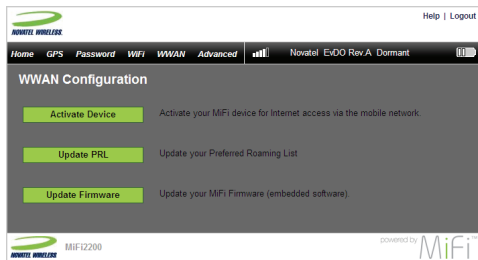 Help | Logout
NOVATEL WIRELESS.
Home GPS Password WiFi WWAN Advanced Novatel EvDO Rev.A Dormant
WWAN Configuration
Activate Device Activate your MiFi device for Internet access via the mobile network.
Update PRL Update your Preferred Roaming List
Update Firmware Update your MiFi Firmware (embedded software)
NOVATEL WIRELESS. MiFi2200 powered by MiFi™